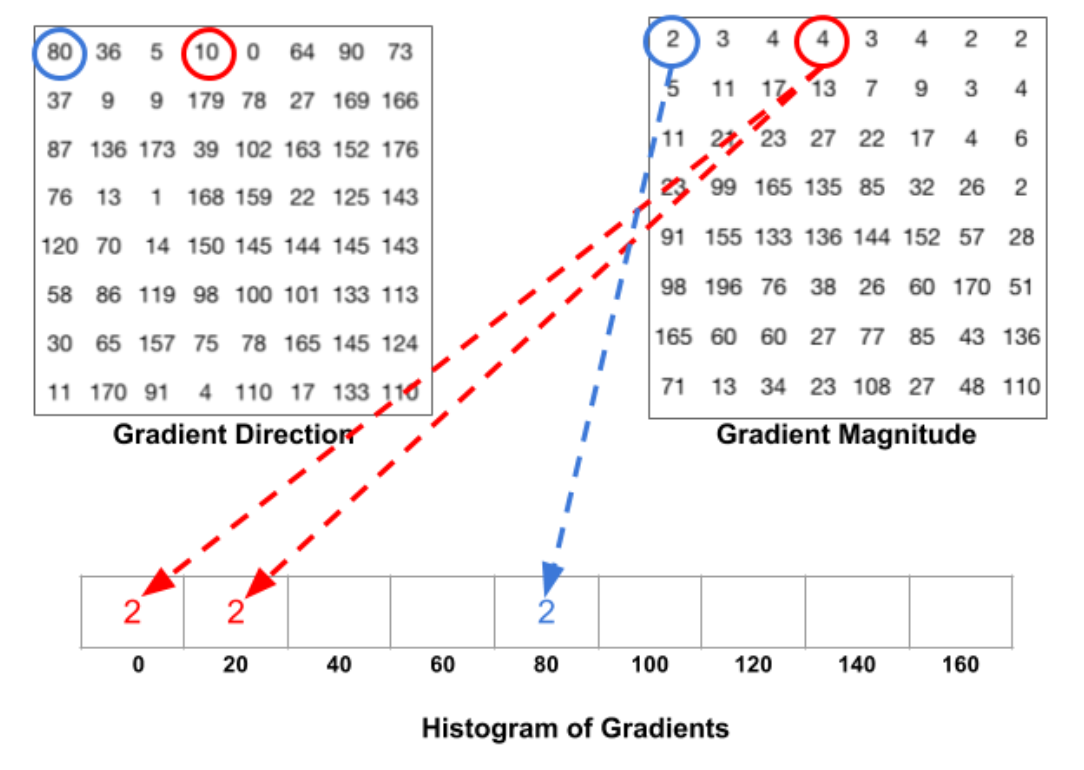 80 36 5 10 0 64 90 73
37 9 9 179 78 27 169 166
87 136 173 39 102 163 152 176
76 13 1 168 159 22 125 143
120 70 14 150 145 144 145 143
58 86 119 98 100 101 133 113
30 65 157 75 78 165 145 124
11 170 91 4 110 17 133 110
Gradient Direction
2 3 4 4 3 4 2 2
5 11 17 13 7 9 3 4
11 21 23 27 22 17 4 6
23 99 165 135 85 32 26 2
91 155 133 136 144 152 57 28
98 196 76 38 26 60 170 51
165 60 60 27 77 85 43 136
71 13 34 23 108 27 48 110
Gradient Magnitude
2 2 2
0 20 40 60 80 100 120 140 160
Histogram of Gradients